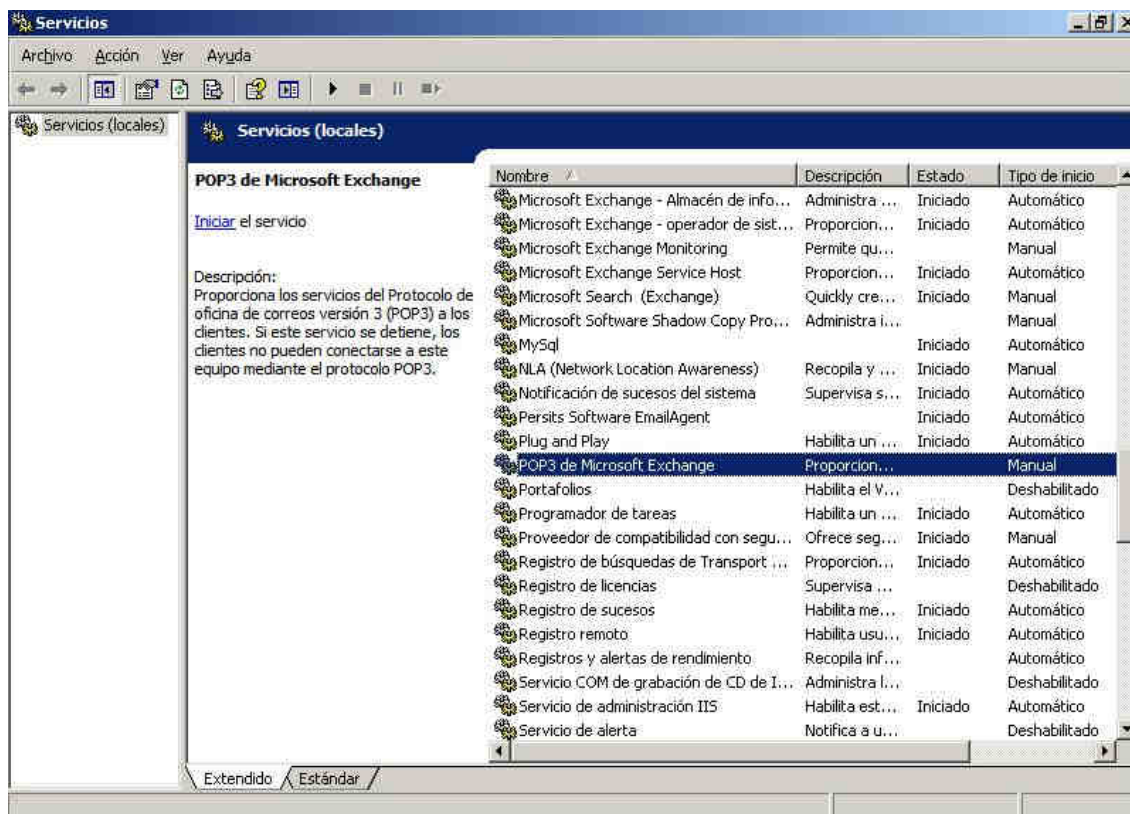 Servicios
Archivo Acción Ver Ayuda
Servicios (locales)
Servicios (locales)
POP3 de Microsoft Exchange
Iniciar el servicio
Descripción:
Proporciona los servicios del Protocolo de
oficina de correos versión 3 (POP3) a los
clientes. Si este servicio se detiene, los
clientes no pueden conectarse a este
equipo mediante el protocolo POP3.
Nombre Descripción Estado Tipo de inicio
Microsoft Exchange - Almacén de info... Administra ... Iniciado Automático
Microsoft Exchange - operador de sist... Proporcion... Iniciado Automático
Microsoft Exchange Monitoring Permite qu... Manual
Microsoft Exchange Service Host Proporcion... Iniciado Automático
Microsoft Search (Exchange) Quickly cre... Iniciado Manual
Microsoft Software Shadow Copy Pro... Administra i... Manual
MySql Iniciado Automático
NLA (Network Location Awareness) Recopila y ... Iniciado Manual
Notificación de sucesos del sistema Supervisa s... Iniciado Automático
Persits Software EmailAgent Iniciado Automático
Plug and Play Habilita un ... Iniciado Automático
POP3 de Microsoft Exchange Proporcion... Manual
Portafolios Habilita el V... Deshabilitado
Programador de tareas Habilita un ... Iniciado Automático
Proveedor de compatibilidad con segu... Ofrece seg... Iniciado Manual
Registro de búsquedas de Transport ... Proporcion... Iniciado Automático
Registro de licencias Supervisa ... Deshabilitado
Registro de sucesos Habilita me... Iniciado Automático
Registro remoto Habilita usu... Iniciado Automático
Registros y alertas de rendimiento Recopila inf... Automático
Servicio COM de grabación de CD de I... Administra l... Deshabilitado
Servicio de administración IIS Habilita est... Iniciado Automático
Servicio de alerta Notifica a u... Deshabilitado
Extendido Estándar